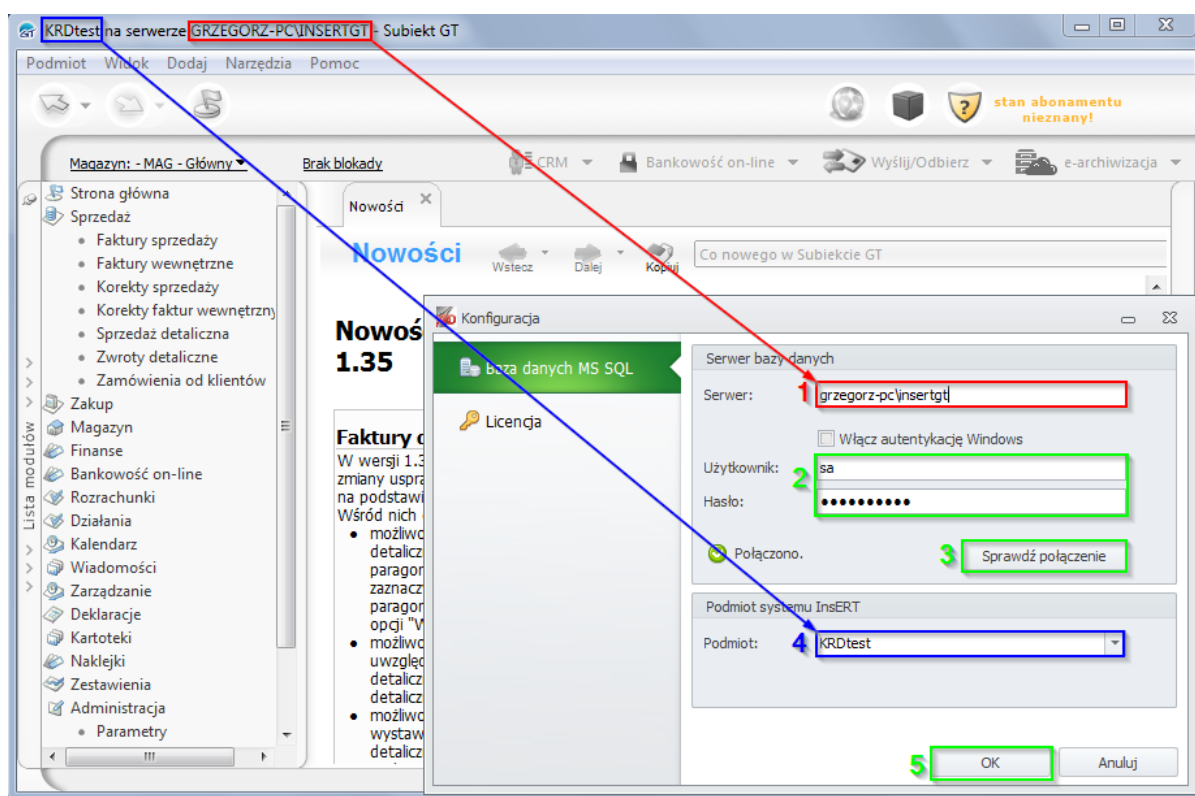 KRDtest na serwerze GRZEGORZ-PC\INSERTGT - Subiekt GT
Podmiot Widok Dodaj Narzędzia Pomoc
stan abonamentu
nieznany!
Magazyn: - MAG - Główny
Brak blokady
CRM
Bankowość on-line
Wyślij/Odbierz
e-archiwizacja
Lista modułów
Strona główna
Sprzedaż
Faktury sprzedaży
Faktury wewnętrzne
Korekty sprzedaży
Korekty faktur wewnętrzny
Sprzedaż detaliczna
Zwroty detaliczne
Zamówienia od klientów
Zakup
Magazyn
Finanse
Bankowość on-line
Rozrachunki
Działania
Kalendarz
Wiadomości
Zarządzanie
Deklaracje
Kartoteki
Naklejki
Zestawienia
Administracja
Parametry
Nowości
Nowości
Wstecz
Dalej
Kopiuj
Co nowego w Subiekcie GT
Nowoś
1.35
Faktury
W wersji 1.3
zmiany uspra
na podstawi
Wśród nich
możliwo
detalicz
paragor
zaznacz
paragor
opcji "W
możliwo
uwzględ
detalicz
detalicz
możliwo
wystaw
detalicz
Konfiguracja
Baza danych MS SQL
Licencja
Serwer bazy danych
Serwer:
1
grzegorz-pc\insertgt
Włącz autentykację Windows
Użytkownik:
2
sa
Hasło:
●●●●●●●●●●
Połączono.
3
Sprawdź połączenie
Podmiot systemu InsERT
Podmiot:
4
KRDtest
5
OK
Anuluj